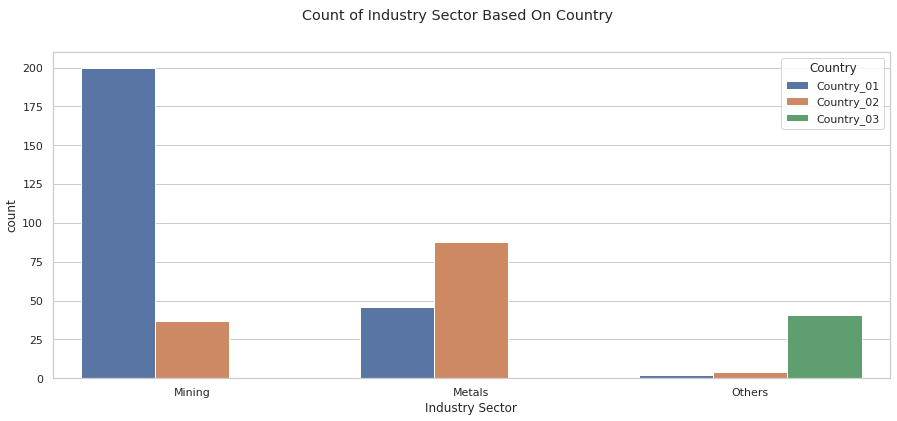 Count of Industry Sector Based On Country
Country
Country_01
Country_02
Country_03
200
175
150
125
100
75
50
25
0
count
Mining
Metals
Others
Industry Sector